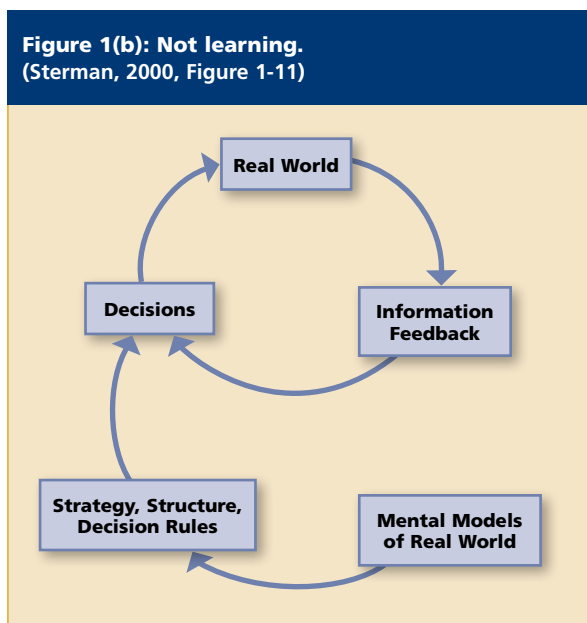 Figure 1(b): Not learning.
(Sterman, 2000, Figure 1-11)
Real World
Decisions
Information
Feedback
Strategy, Structure,
Decision Rules
Mental Models
of Real World